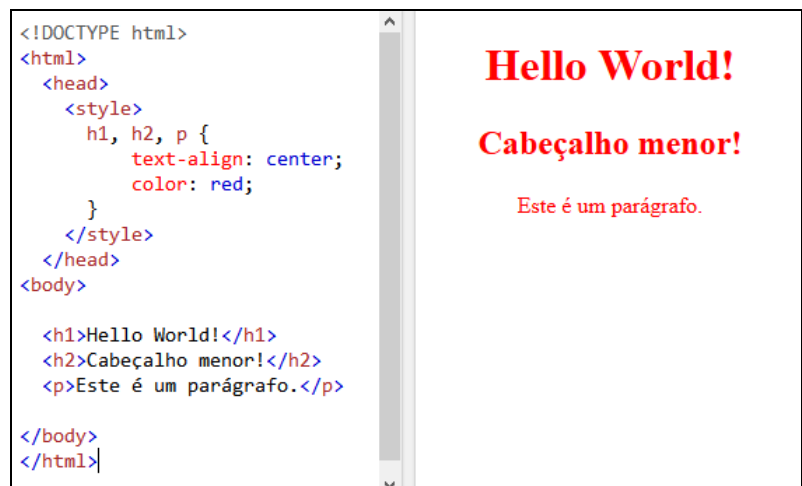 <!DOCTYPE html>
<html>
  <head>
    <style>
      h1, h2, p {
          text-align: center;
          color: red;
      }
    </style>
  </head>
<body>

  <h1>Hello World!</h1>
  <h2>Cabeçalho menor!</h2>
  <p>Este é um parágrafo.</p>

</body>
</html>
Hello World!
Cabeçalho menor!
Este é um parágrafo.